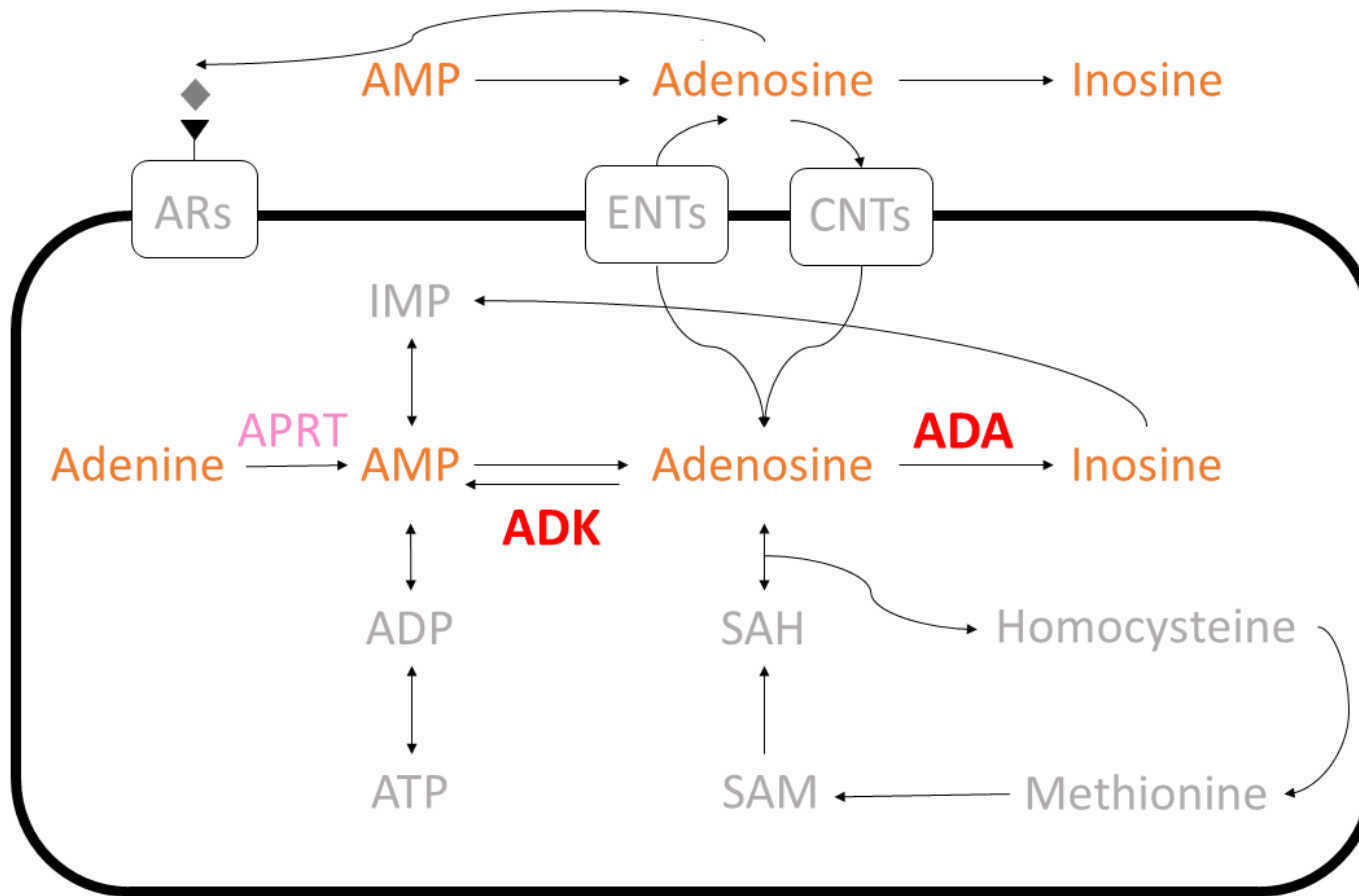 AMP Adenosine Inosine
ARs ENTs CNTs
IMP
APRT ADA
Adenine AMP Adenosine Inosine
ADK
ADP SAH Homocysteine
ATP SAM Methionine